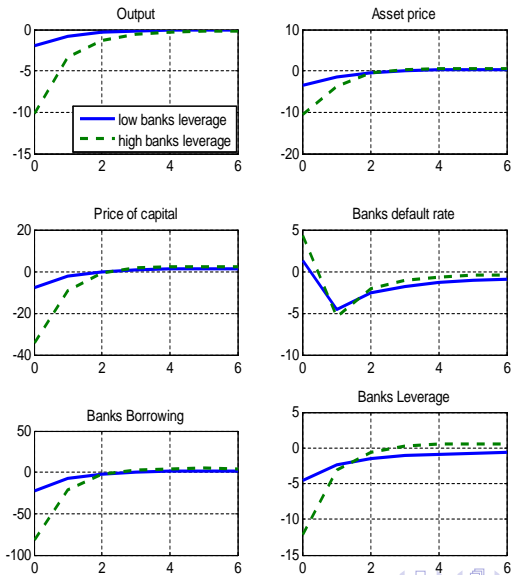 Output
0
-5
-10
-15
0 2 4 6
low banks leverage
high banks leverage
Asset price
10
0
-10
-20
0 2 4 6
Price of capital
20
0
-20
-40
0 2 4 6
Banks default rate
5
0
-5
-10
0 2 4 6
Banks Borrowing
50
0
-50
-100
0 2 4 6
Banks Leverage
5
0
-5
-10
-15
0 2 4 6